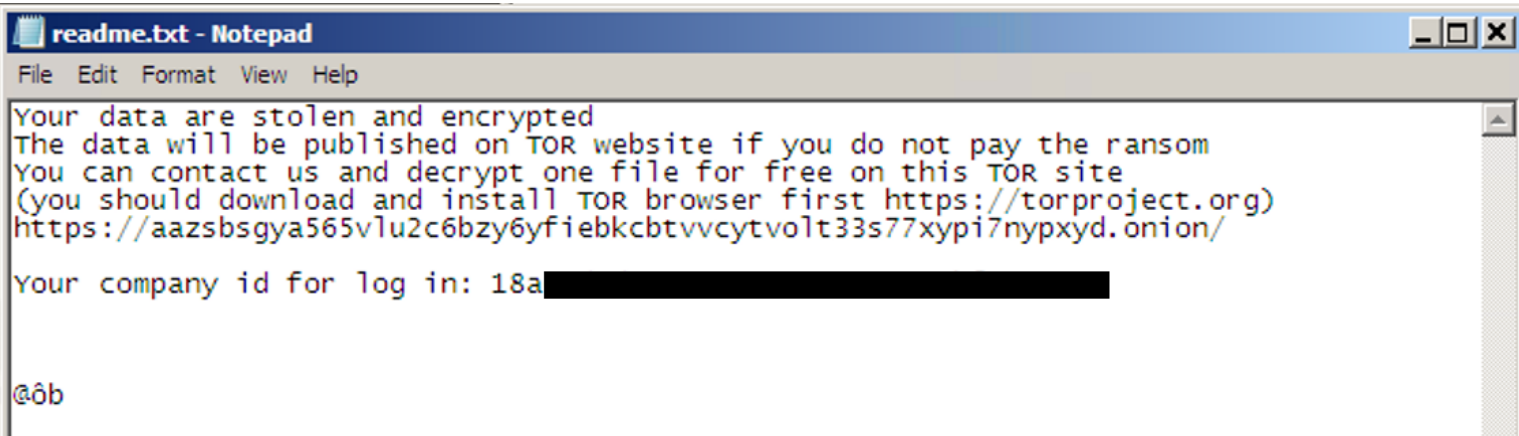 readme.txt - Notepad
File Edit Format View Help
Your data are stolen and encrypted
The data will be published on TOR website if you do not pay the ransom
You can contact us and decrypt one file for free on this TOR site
(you should download and install TOR browser first https://torproject.org)
https://aazsbsgya565vlu2c6bzy6yfiebkcbtvvcytvolt33s77xypi7nypxyd.onion/
Your company id for log in: 18a
@ôb